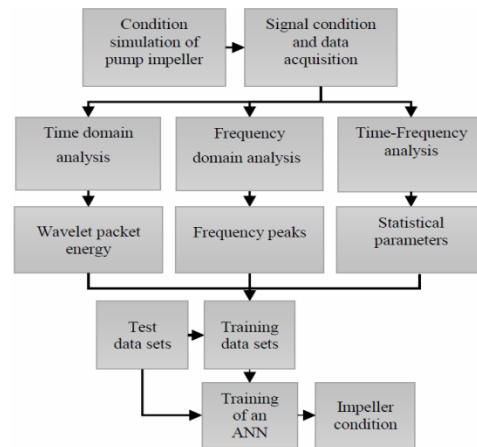 Condition
simulation of
pump impeller
Signal condition
and data
acquisition
Time domain
analysis
Frequency
domain analysis
Time-Frequency
analysis
Wavelet packet
energy
Frequency peaks
Statistical
parameters
Test
data sets
Training
data sets
Training
of an
ANN
Impeller
condition